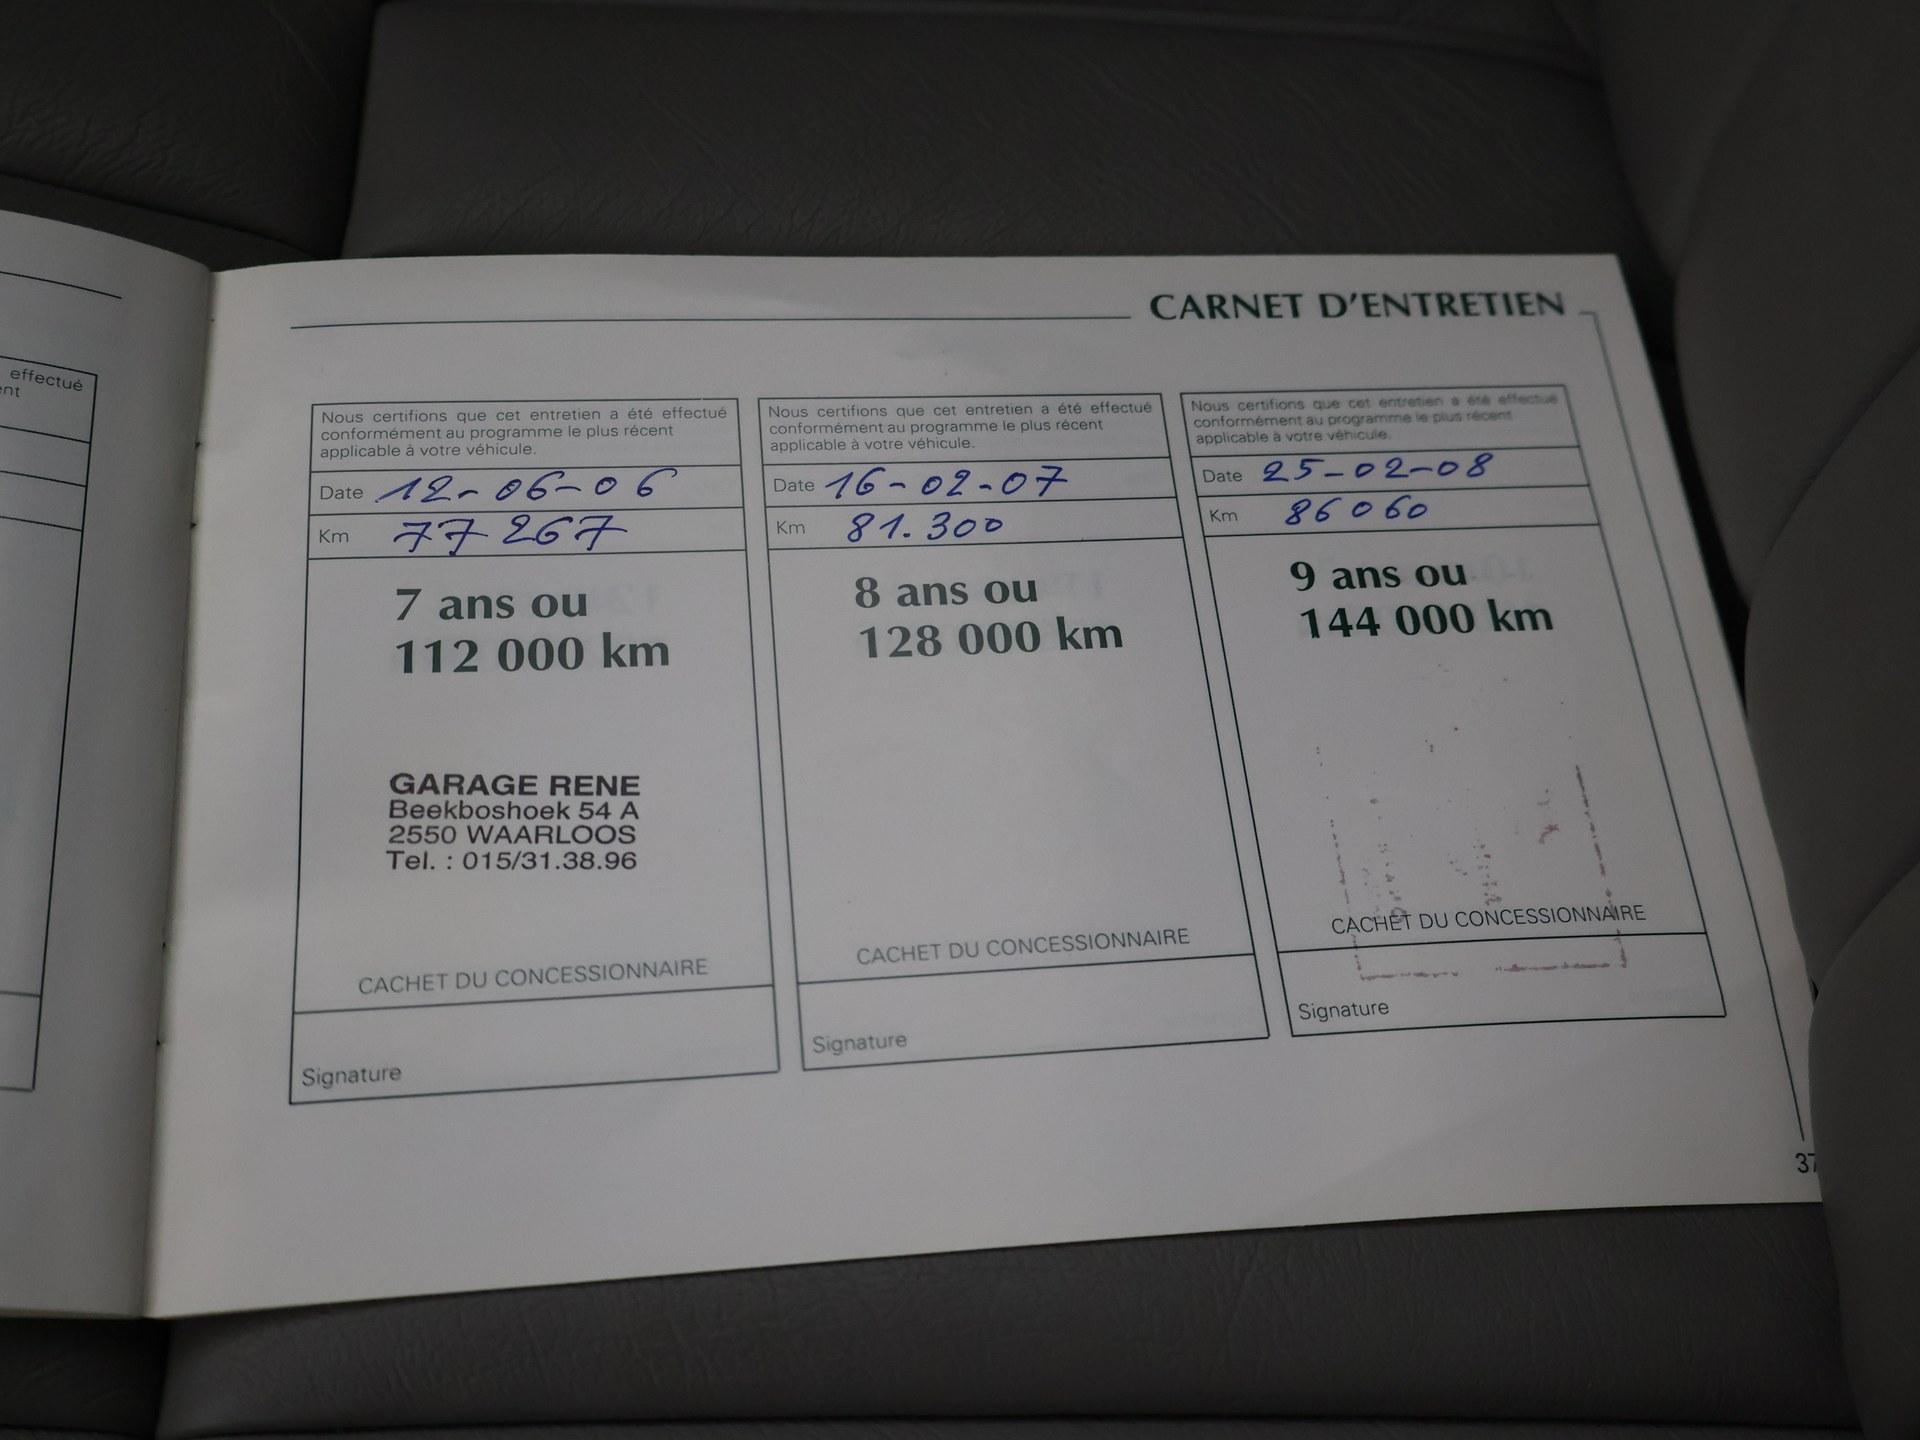 effectué
ent
CARNET D'ENTRETIEN
Nous certifions que cet entretien a été effectué
conformément au programme le plus récent
applicable à votre véhicule.
Date 12-06-06
Km 77 267
7 ans ou
112 000 km
GARAGE RENE
Beekboshoek 54 A
2550 WAARLOOS
Tel. : 015/31.38.96
CACHET DU CONCESSIONNAIRE
Signature
Nous certifions que cet entretien a été effectué
conformément au programme le plus récent
applicable à votre véhicule.
Date 16-02-07
Km 81.300
8 ans ou
128 000 km
CACHET DU CONCESSIONNAIRE
Signature
Nous certifions que cet entretien a été effectué
conformément au programme le plus récent
applicable à votre véhicule.
Date 25-02-08
Km 86060
9 ans ou
144 000 km
CACHET DU CONCESSIONNAIRE
Signature
37